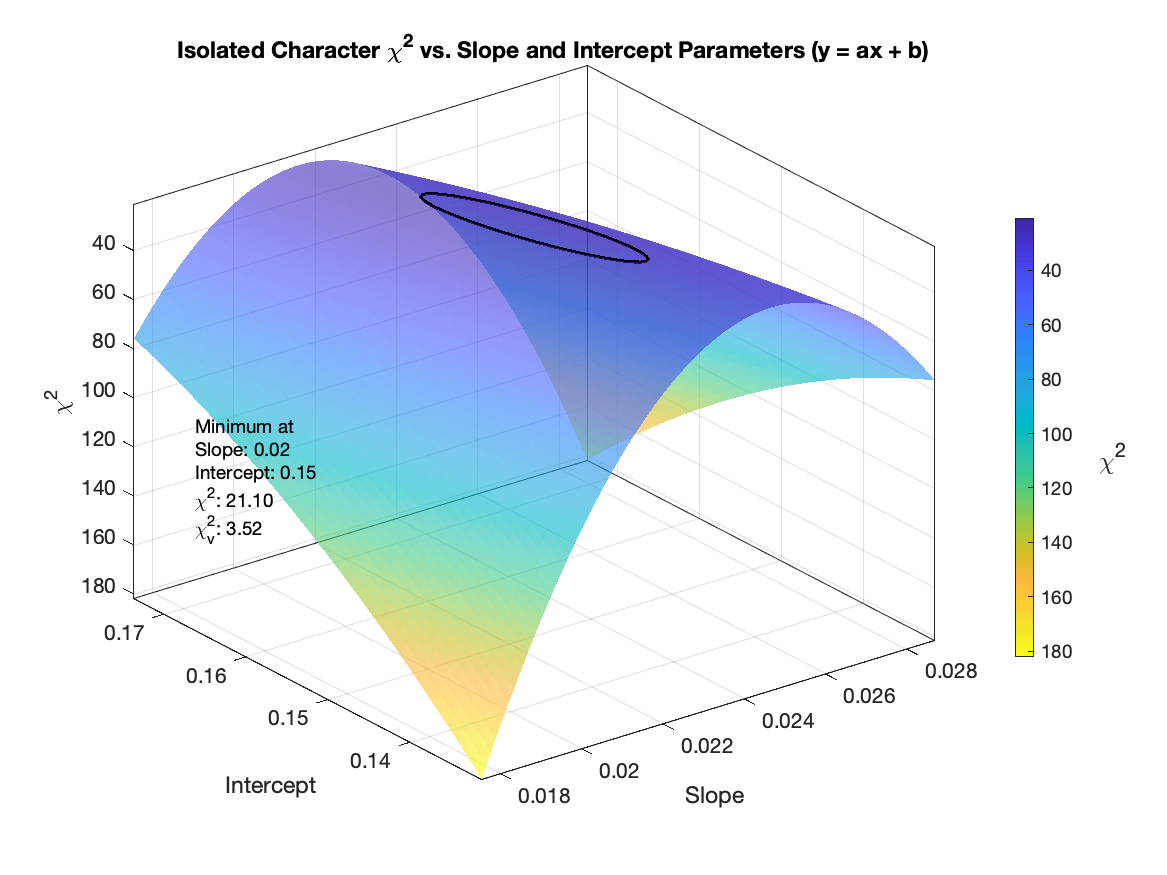 Isolated Character χ² vs. Slope and Intercept Parameters (y = ax + b)
40
60
80
100
120
140
160
180
χ²
Minimum at
Slope: 0.02
Intercept: 0.15
χ²: 21.10
χ²ᵥ: 3.52
0.17
0.16
0.15
0.14
Intercept
0.018
0.02
0.022
0.024
0.026
0.028
Slope
40
60
80
100
120
140
160
180
χ²